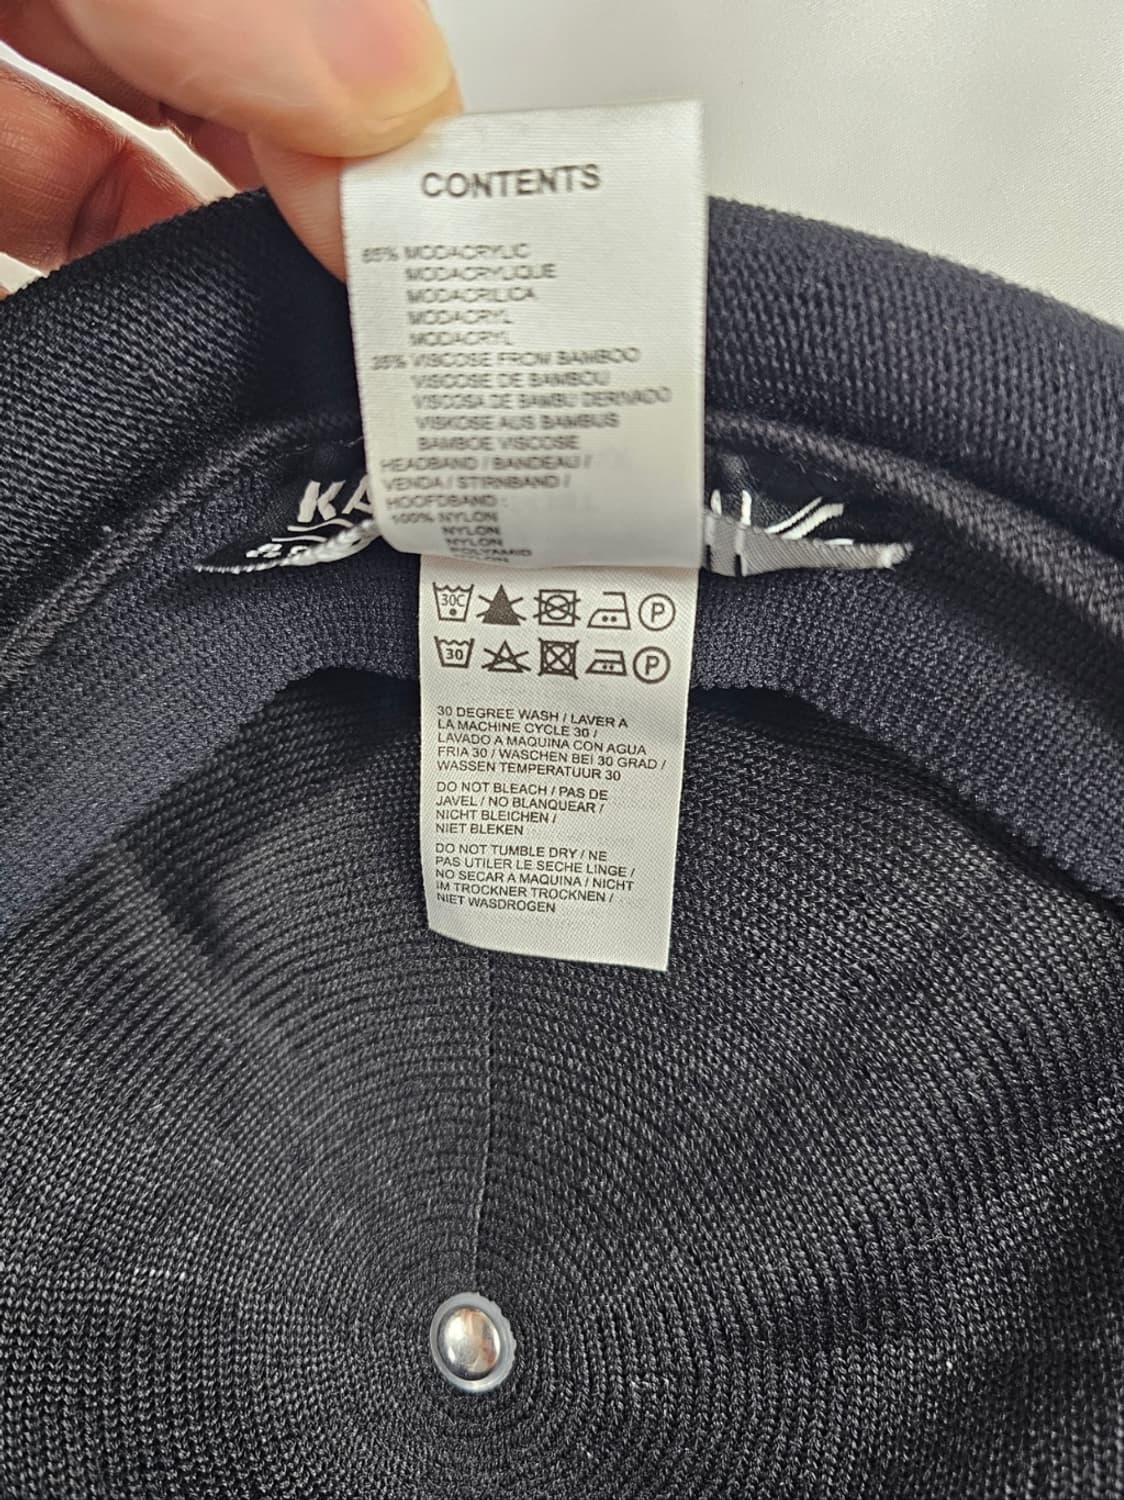 CONTENTS
65% MODACRYLIC
MODACRYLIQUE
MODACRILICA
MODACRYL
MODACRYL
35% VISCOSE FROM BAMBOO
VISCOSE DE BAMBOU
VISCOSA DE BAMBU DERIVADO
VISKOSE AUS BAMBUS
BAMBOE VISCOSE
HEADBAND / BANDEAU /
VENDA / STIRNBAND /
HOOFDBAND :
100% NYLON
NYLON
NYLON
POLYAMID
KA
30C P
30 P
30 DEGREE WASH / LAVER A
LA MACHINE CYCLE 30 /
LAVADO A MAQUINA CON AGUA
FRIA 30 / WASCHEN BEI 30 GRAD /
WASSEN TEMPERATUUR 30
DO NOT BLEACH / PAS DE
JAVEL / NO BLANQUEAR /
NICHT BLEICHEN /
NIET BLEKEN
DO NOT TUMBLE DRY / NE
PAS UTILER LE SECHE LINGE /
NO SECAR A MAQUINA / NICHT
IM TROCKNER TROCKNEN /
NIET WASDROGEN